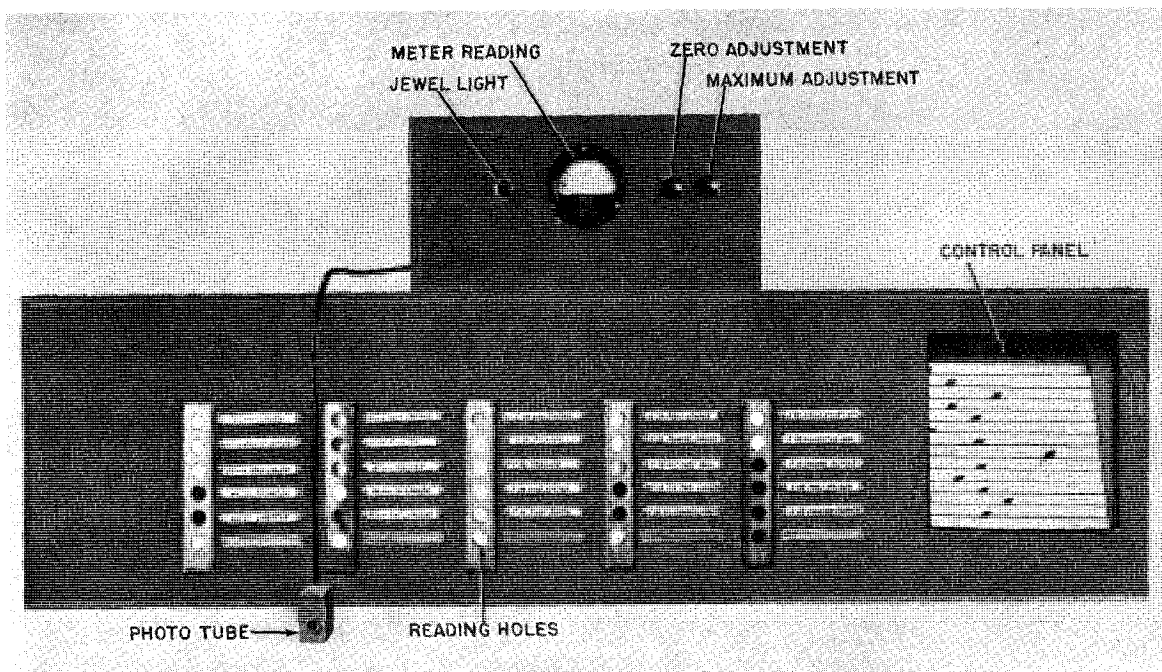 METER READING
ZERO ADJUSTMENT
JEWEL LIGHT
MAXIMUM ADJUSTMENT
CONTROL PANEL
PHOTO TUBE
READING HOLES